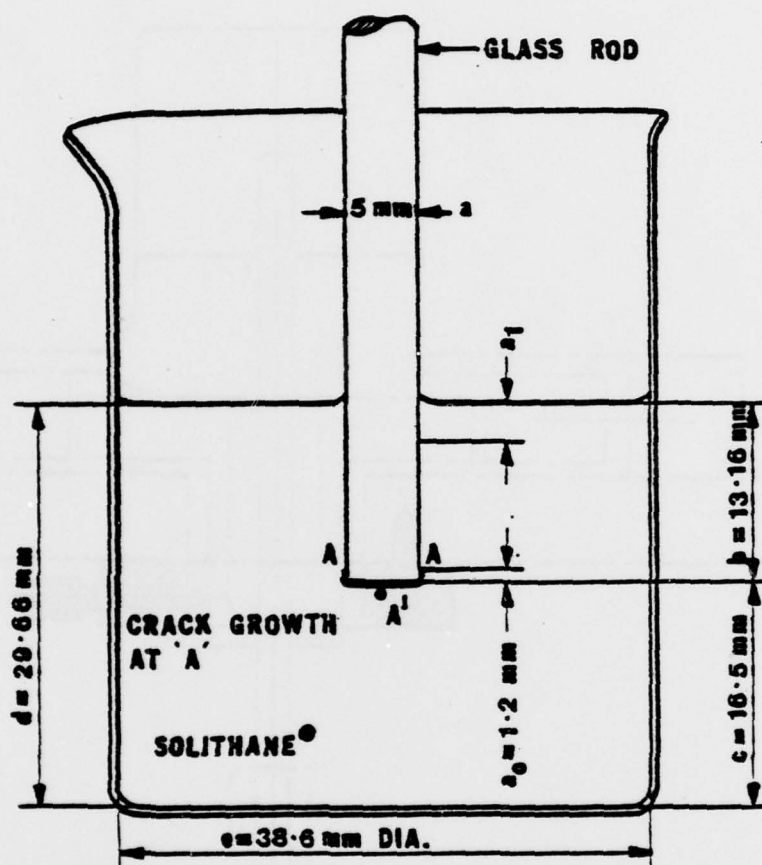 GLASS ROD
5 mm a
a1
b = 13·16 mm
A A
A1
d = 29·66 mm
CRACK GROWTH
AT 'A'
a0 = 1·2 mm
c = 16·5 mm
SOLITHANE
e = 38·6 mm DIA.